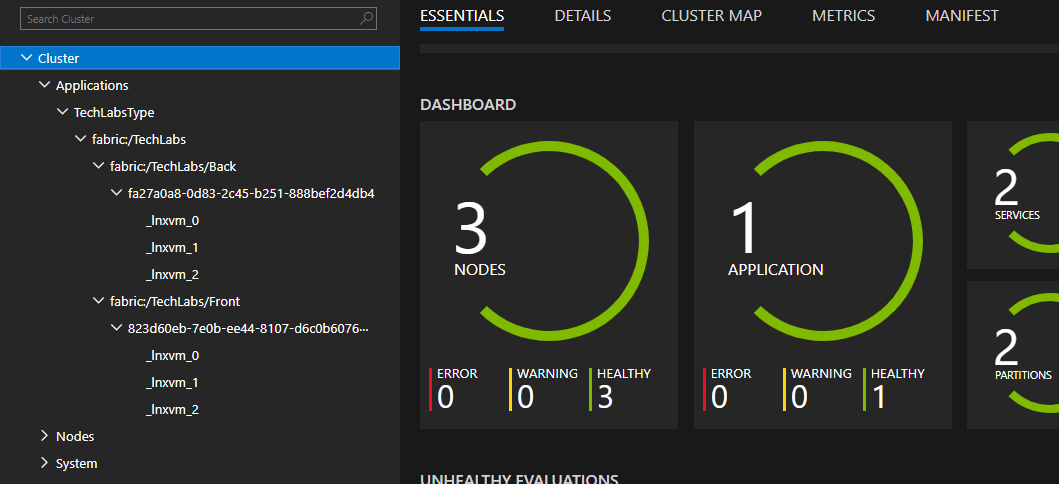 Search Cluster
Cluster
Applications
TechLabsType
fabric:/TechLabs
fabric:/TechLabs/Back
fa27a0a8-0d83-2c45-b251-888bef2d4db4
_lnxvm_0
_lnxvm_1
_lnxvm_2
fabric:/TechLabs/Front
823d60eb-7e0b-ee44-8107-d6c0b6076...
_lnxvm_0
_lnxvm_1
_lnxvm_2
Nodes
System
ESSENTIALS DETAILS CLUSTER MAP METRICS MANIFEST
DASHBOARD
3
NODES
ERROR WARNING HEALTHY
0 0 3
1
APPLICATION
ERROR WARNING HEALTHY
0 0 1
2
SERVICES
2
PARTITIONS
UNHEALTHY EVALUATIONS